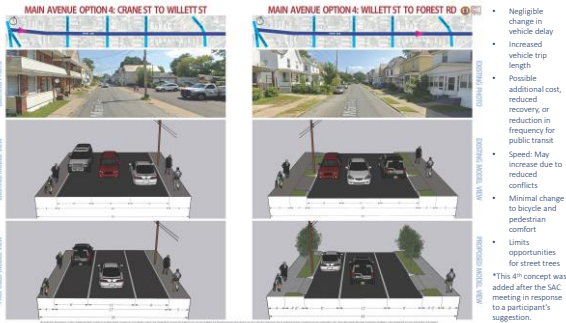 MAIN AVENUE OPTION 4: CRANE ST TO WILLETT ST
MAIN AVENUE OPTION 4: WILLETT ST TO FOREST RD
EXISTING PHOTO
EXISTING MODEL VIEW
PROPOSED MODEL VIEW
• Negligible
change in
vehicle delay
• Increased
vehicle trip
length
• Possible
additional cost,
reduced
recovery, or
reduction in
frequency for
public transit
• Speed: May
increase due to
reduced
conflicts
• Minimal change
to bicycle and
pedestrian
comfort
• Limits
opportunities
for street trees
*This 4th concept was
added after the SAC
meeting in response
to a participant's
suggestion.